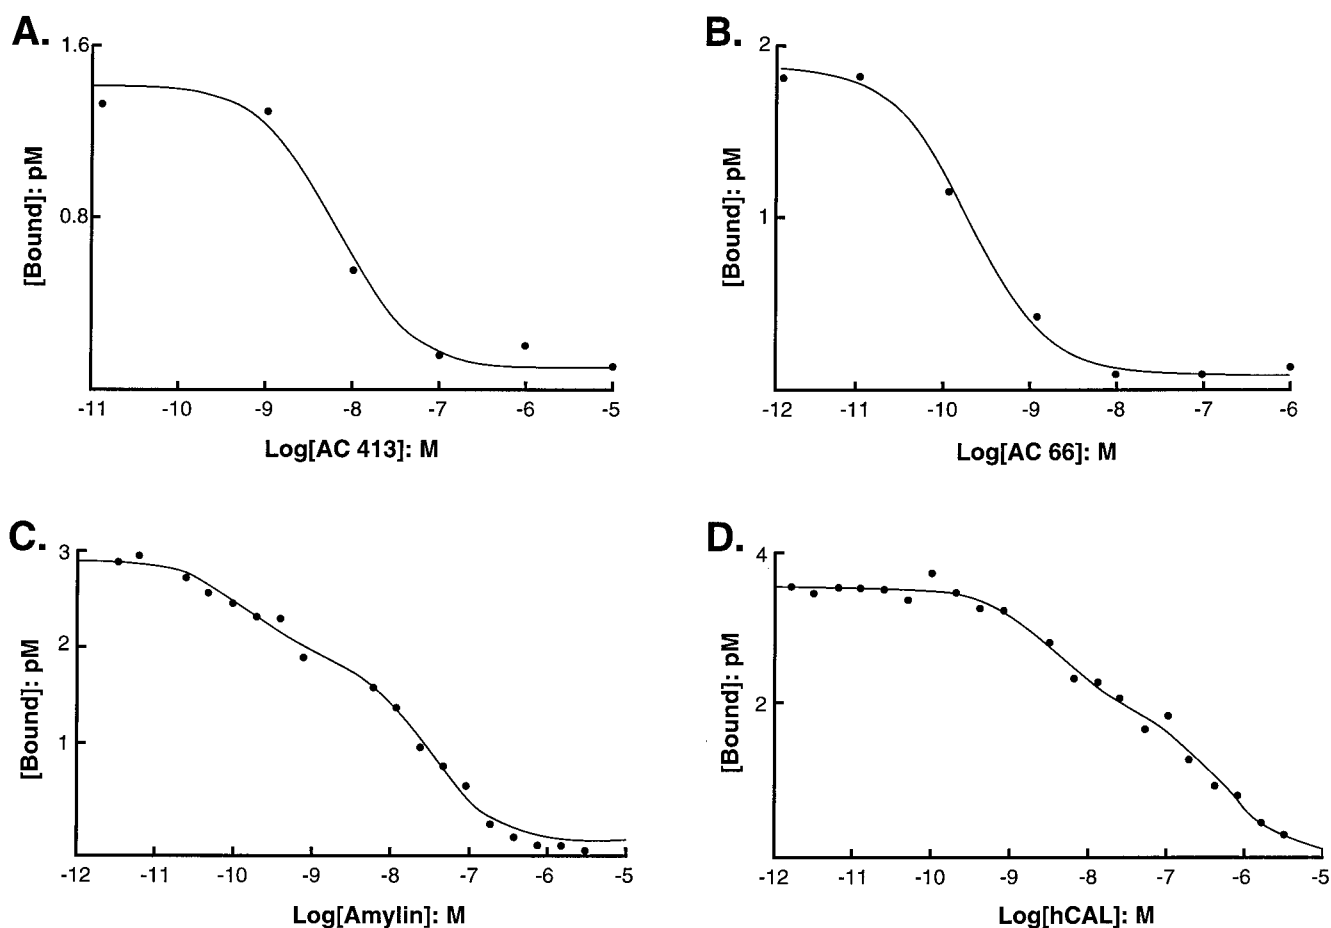 A.
1.6
0.8
[Bound]: pM
-11 -10 -9 -8 -7 -6 -5
Log[AC 413]: M
B.
2
1
[Bound]: pM
-12 -11 -10 -9 -8 -7 -6
Log[AC 66]: M
C.
3
2
1
[Bound]: pM
-12 -11 -10 -9 -8 -7 -6 -5
Log[Amylin]: M
D.
4
2
[Bound]: pM
-12 -11 -10 -9 -8 -7 -6 -5
Log[hCAL]: M